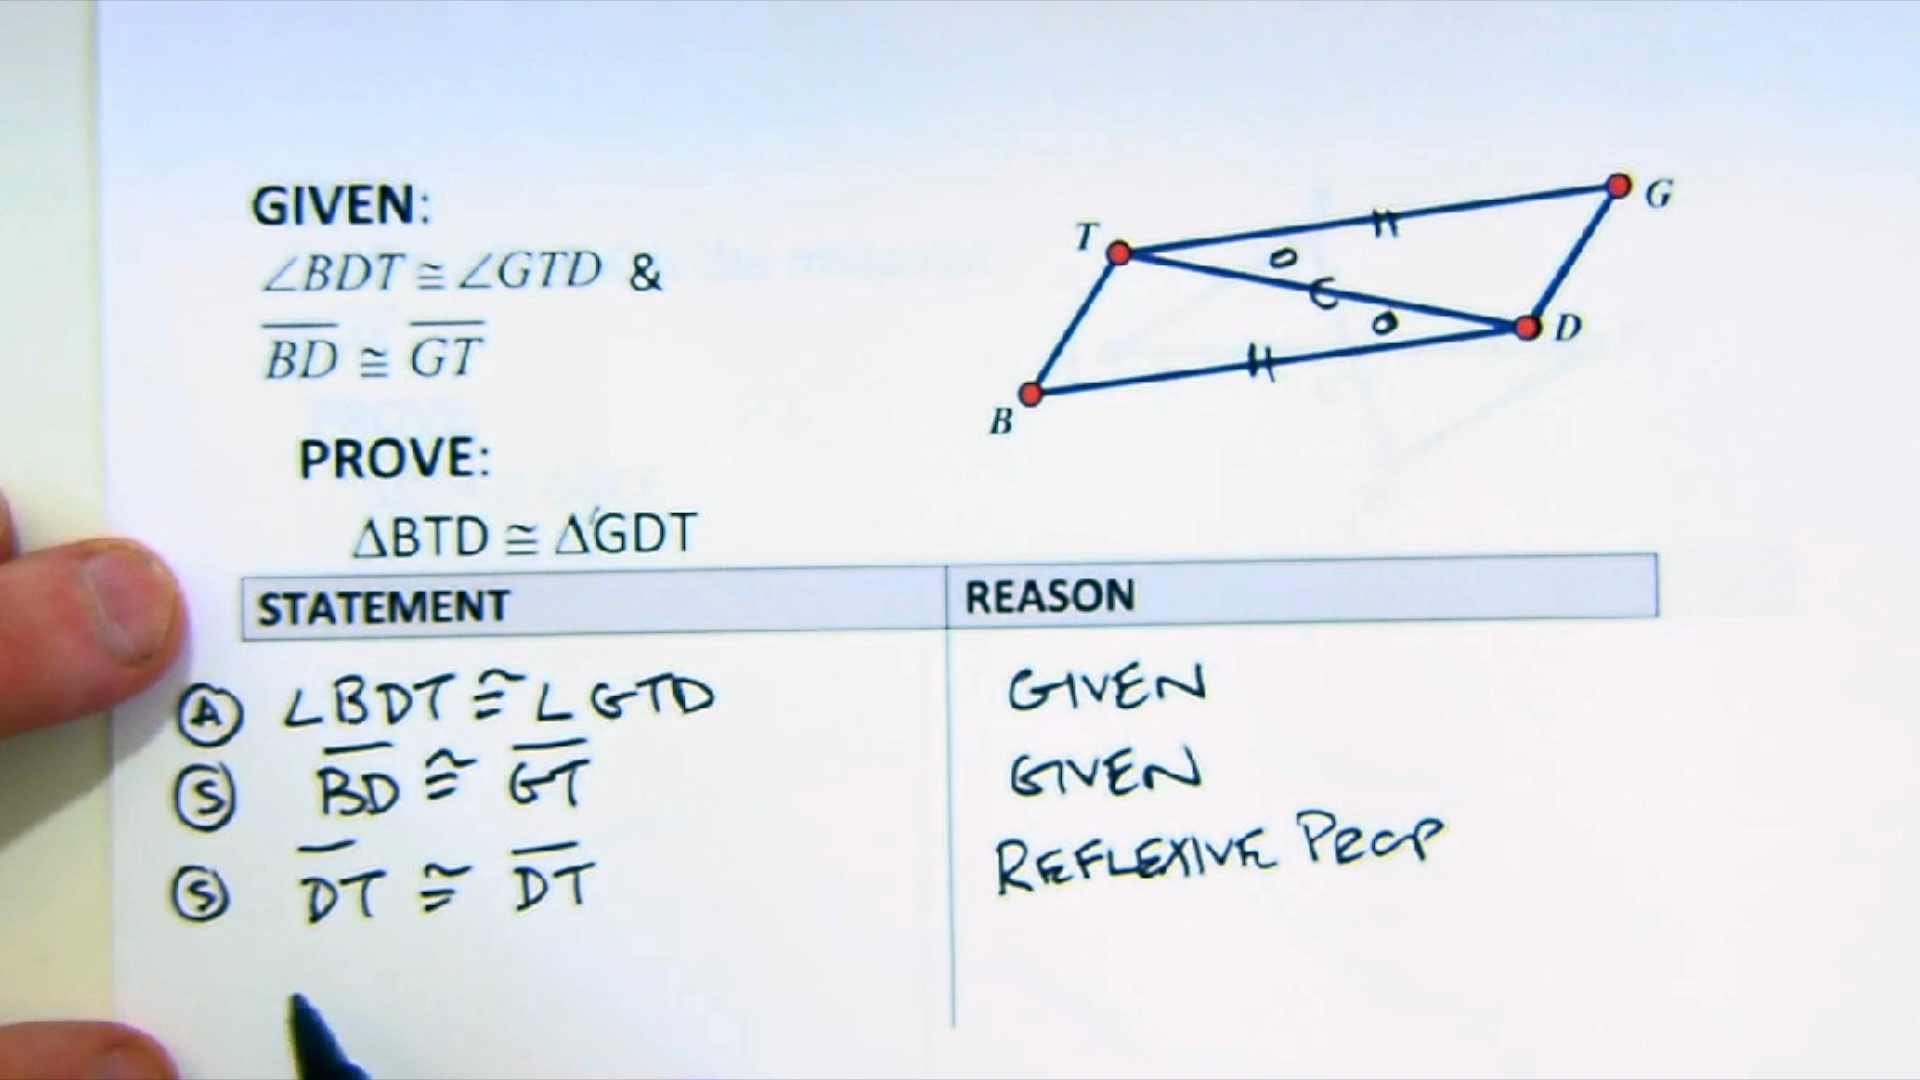 GIVEN:
∠BDT ≅ ∠GTD &
BD ≅ GT
PROVE:
ΔBTD ≅ ΔGDT
T
G
D
B
STATEMENT REASON
A ∠BDT ≅ ∠GTD GIVEN
S BD ≅ GT GIVEN
S DT ≅ DT REFLEXIVE PROP